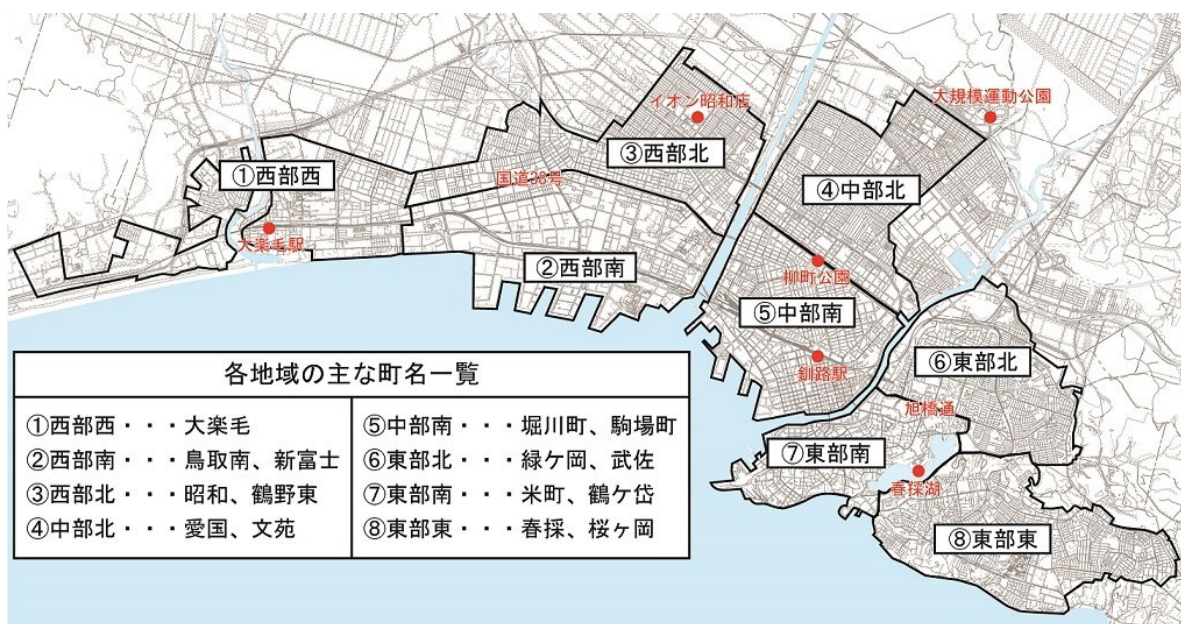 イオン昭和店
大規模運動公園
③西部北
①西部西
国道38号
④中部北
大楽毛駅
②西部南
柳町公園
⑤中部南
釧路駅
⑥東部北
旭橋通
⑦東部南
春採湖
⑧東部東
各地域の主な町名一覧
①西部西・・・大楽毛
②西部南・・・鳥取南、新富士
③西部北・・・昭和、鶴野東
④中部北・・・愛国、文苑
⑤中部南・・・堀川町、駒場町
⑥東部北・・・緑ケ岡、武佐
⑦東部南・・・米町、鶴ケ岱
⑧東部東・・・春採、桜ヶ岡